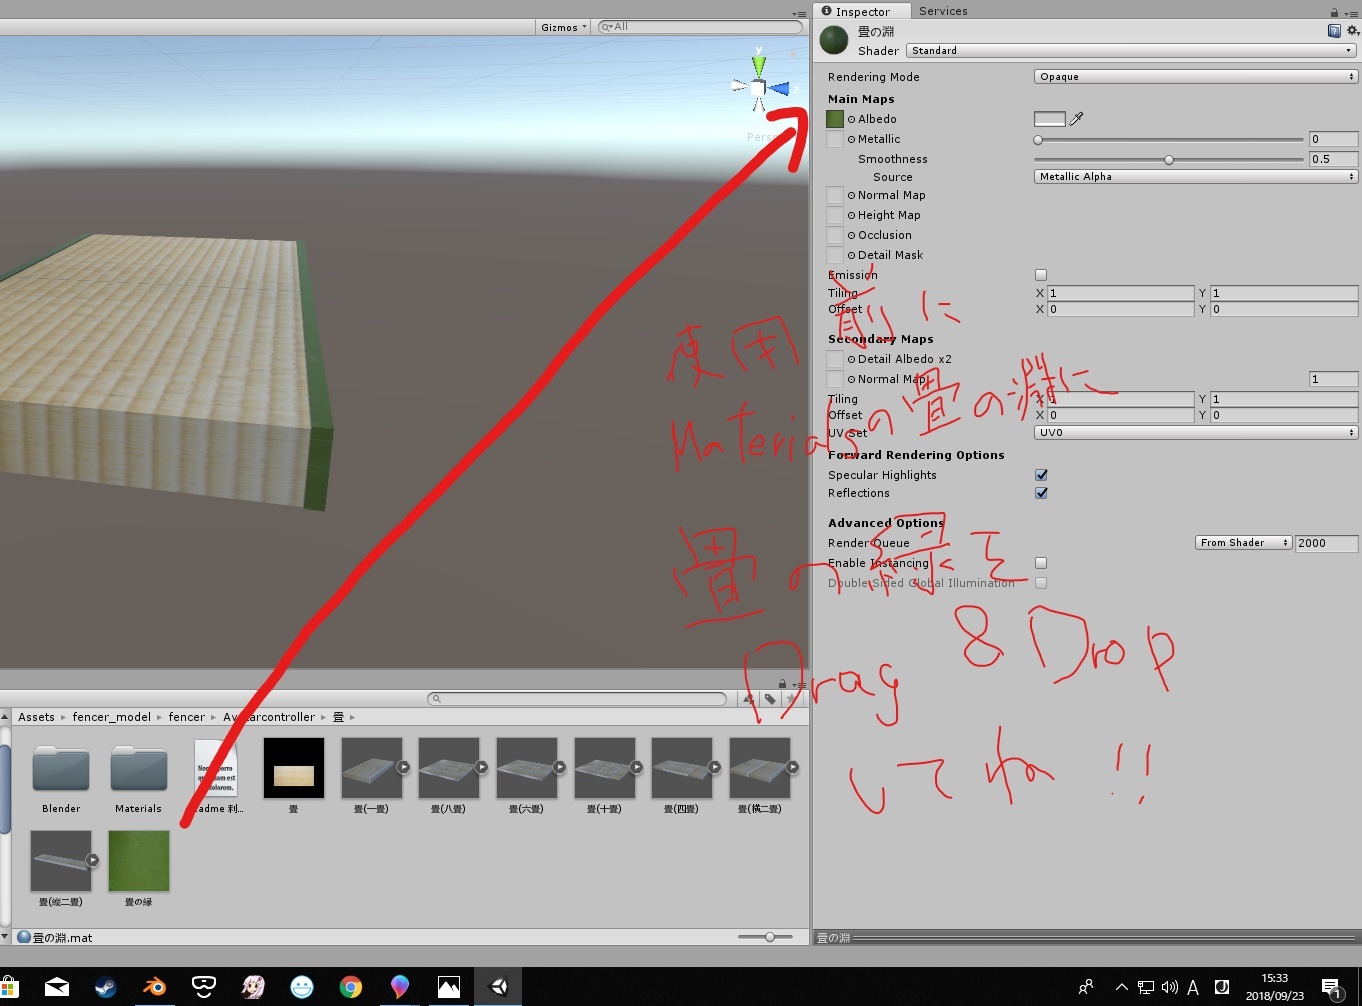 Inspector Services
Gizmos All
畳の淵
Shader Standard
y
z
Rendering Mode Opaque
Main Maps
Albedo
Metallic 0
Smoothness 0.5
Source Metallic Alpha
Normal Map
Height Map
Occlusion
Detail Mask
Emission
Tiling X 1 Y 1
Offset X 0 Y 0
Secondary Maps
Detail Albedo x2
Normal Map 1
Tiling X 1 Y 1
Offset X 0 Y 0
UV Set UV0
Forward Rendering Options
Specular Highlights
Reflections
Advanced Options
Render Queue From Shader 2000
Enable Instancing
Double Sided Global Illumination
使用前に
Materialsの畳の淵に
畳の縁を
Drag & Drop
してね!!
Assets fencer_model fencer Avatarcontroller 畳
Blender Materials 利... 畳 畳(一畳) 畳(八畳) 畳(六畳) 畳(十畳) 畳(四畳) 畳(横二畳)
畳(縦二畳) 畳の縁
畳の淵.mat
畳の淵
A J
15:33
2018/09/23
1